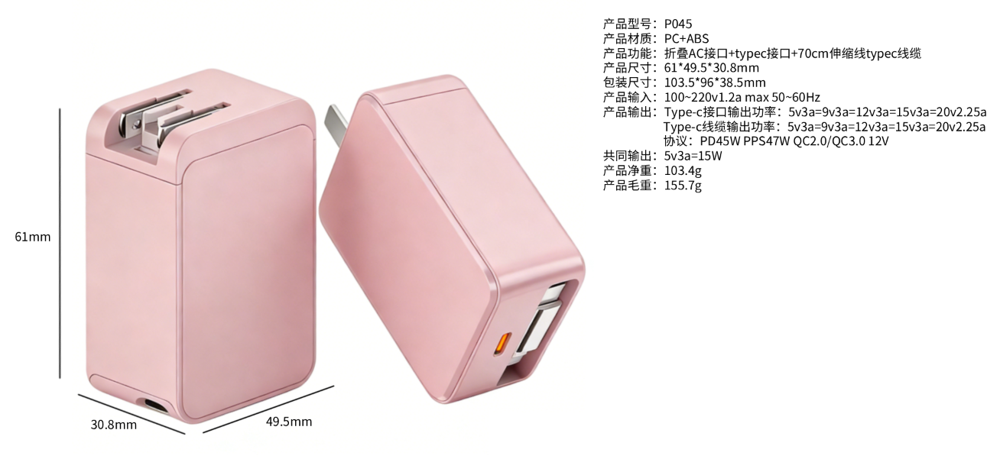 产品型号：P045
产品材质：PC+ABS
产品功能：折叠AC接口+typec接口+70cm伸缩线typec线缆
产品尺寸：61*49.5*30.8mm
包装尺寸：103.5*96*38.5mm
产品输入：100~220v1.2a max 50~60Hz
产品输出：Type-c接口输出功率：5v3a=9v3a=12v3a=15v3a=20v2.25a
Type-c线缆输出功率：5v3a=9v3a=12v3a=15v3a=20v2.25a
协议：PD45W PPS47W QC2.0/QC3.0 12V
共同输出：5v3a=15W
产品净重：103.4g
产品毛重：155.7g
61mm
30.8mm
49.5mm